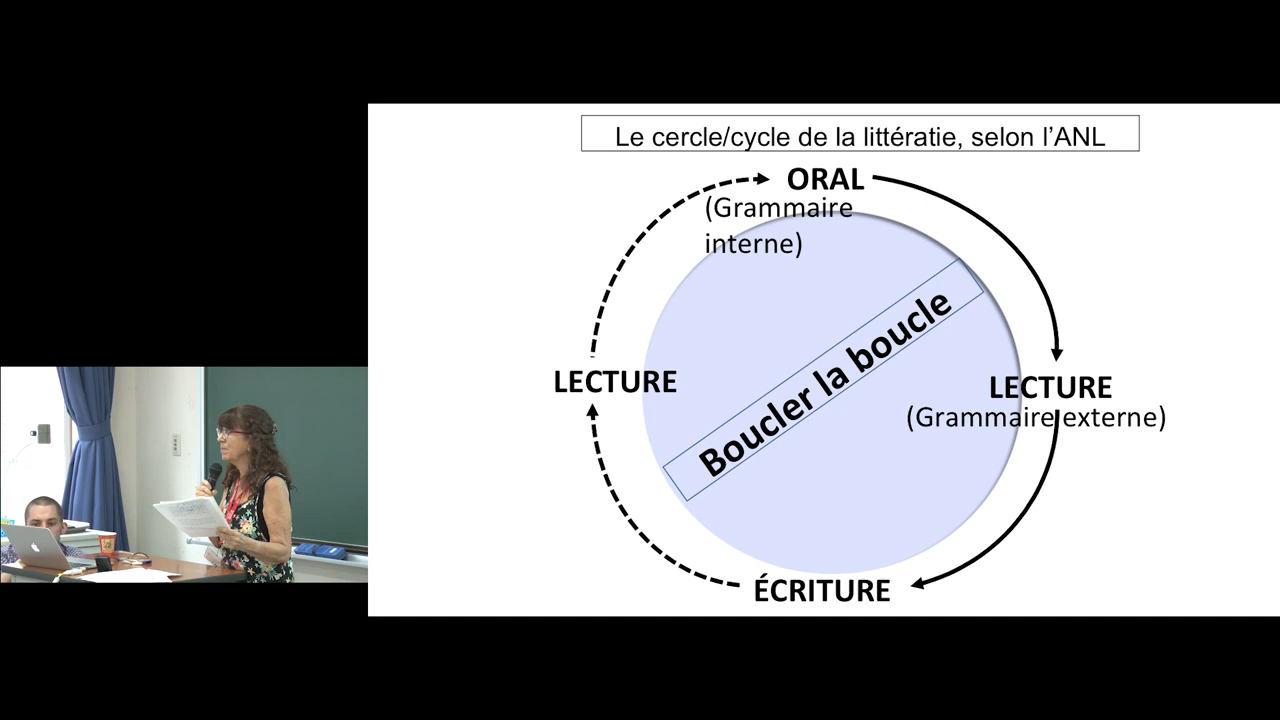 Le cercle/cycle de la littératie, selon l'ANL
ORAL
(Grammaire
interne)
Boucler la boucle
LECTURE
LECTURE
(Grammaire externe)
ÉCRITURE